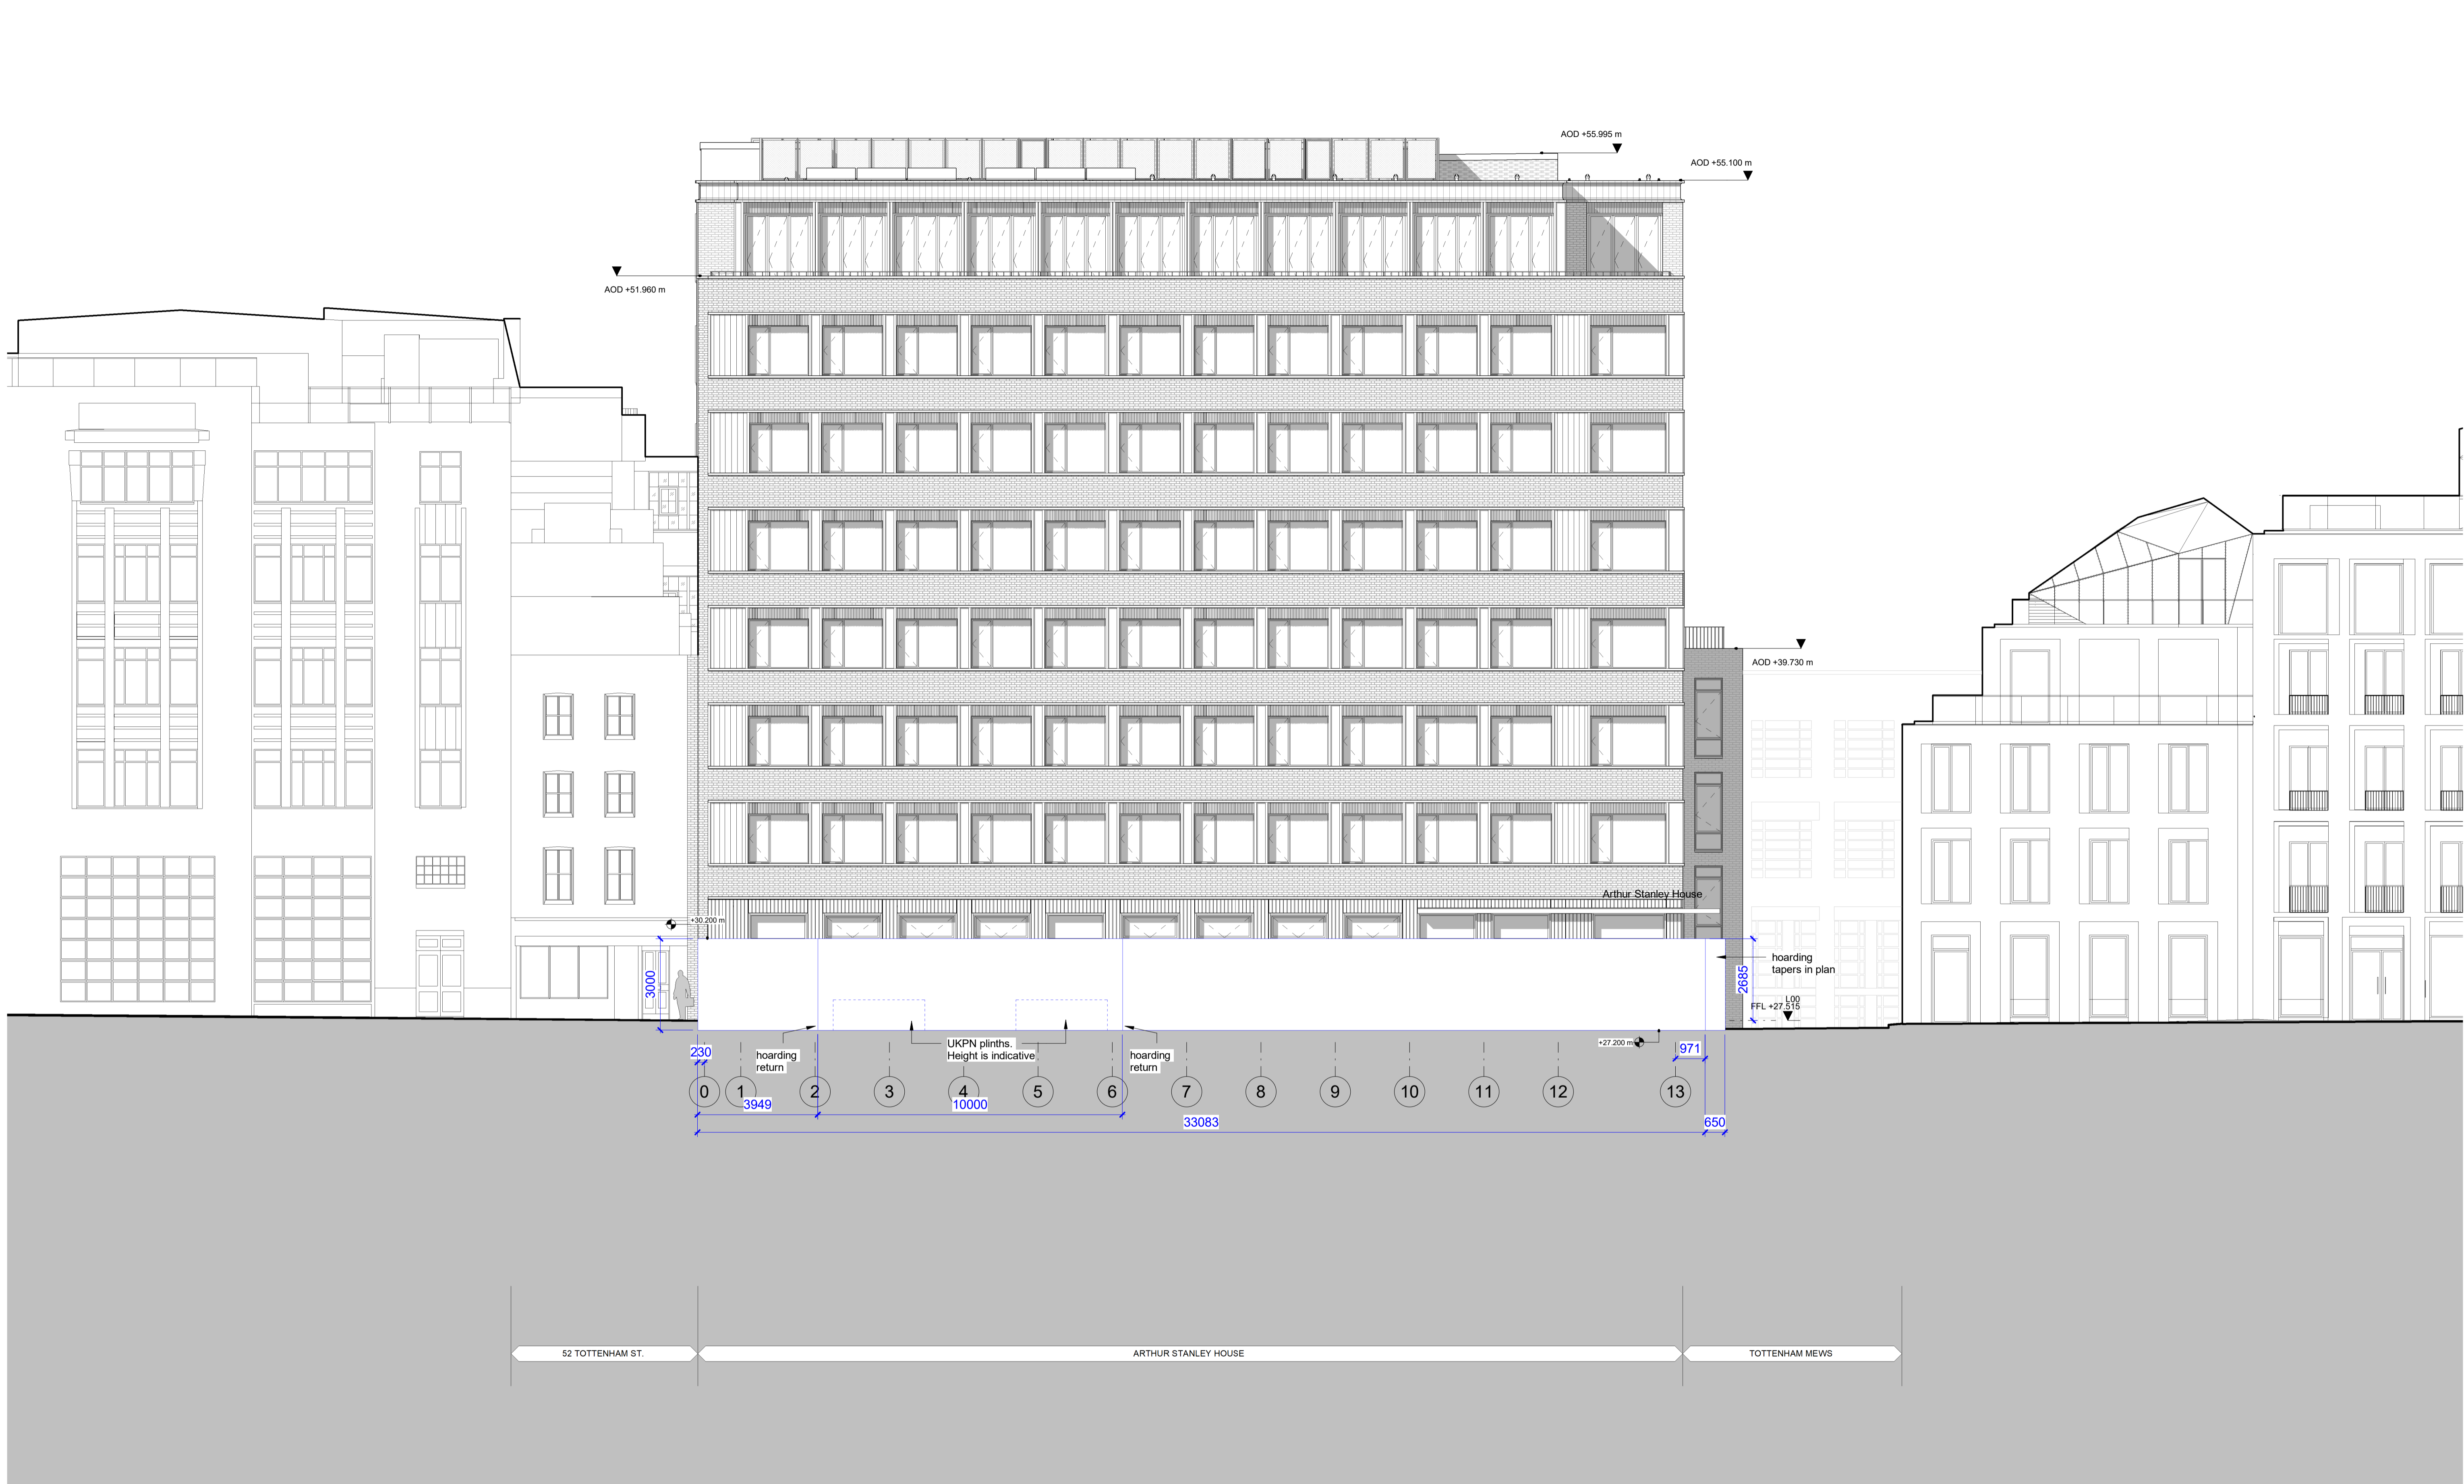 AOD +55.995 m
AOD +55.100 m
AOD +51.960 m
AOD +39.730 m
Arthur Stanley House
+30.200 m
3000
2685
hoarding
tapers in plan
L00
FFL +27.515
+27.200 m
230
hoarding
return
UKPN plinths.
Height is indicative
hoarding
return
971
0
1
2
3
4
5
6
7
8
9
10
11
12
13
3949
10000
33083
650
52 TOTTENHAM ST.
ARTHUR STANLEY HOUSE
TOTTENHAM MEWS